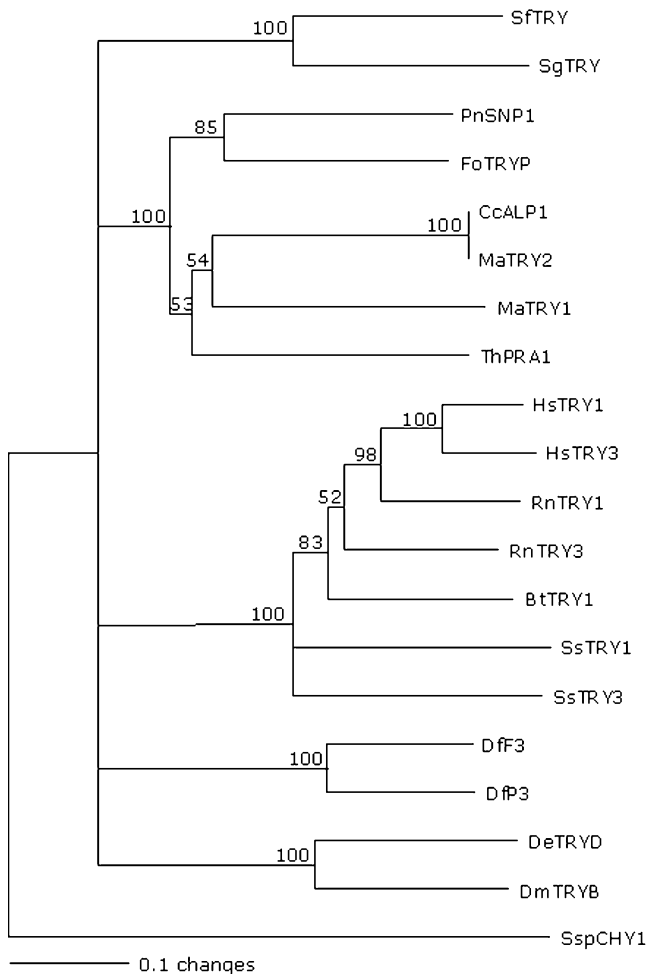 100
SfTRY
SgTRY
85
PnSNP1
FoTRYP
100
100
CcALP1
MaTRY2
54
MaTRY1
53
ThPRA1
100
HsTRY1
HsTRY3
98
RnTRY1
52
RnTRY3
83
BtTRY1
100
SsTRY1
SsTRY3
100
DfF3
DfP3
100
DeTRYD
DmTRYB
SspCHY1
0.1 changes